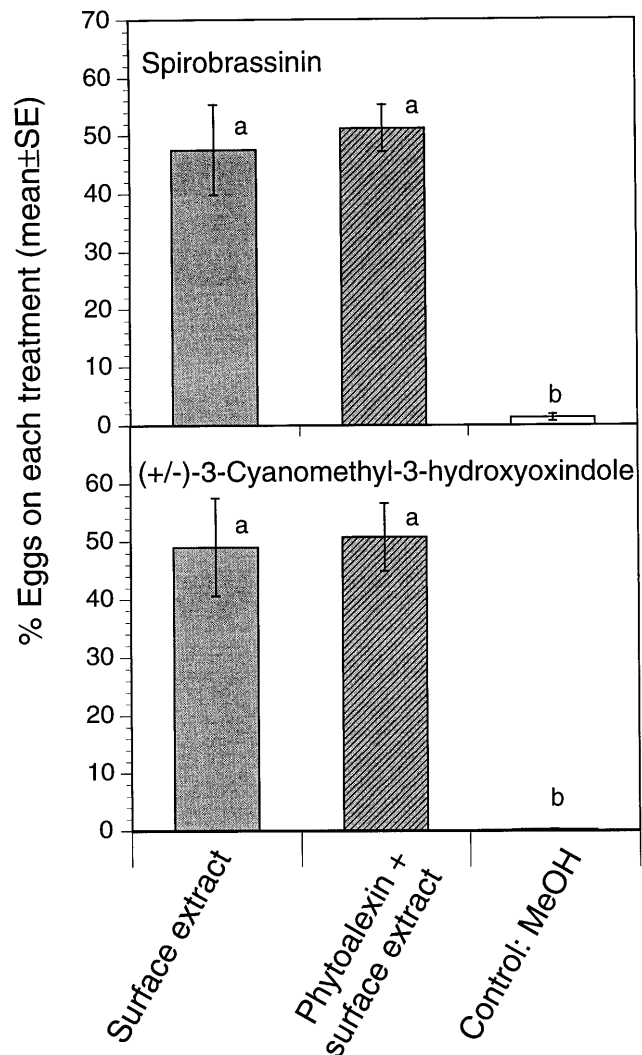 % Eggs on each treatment (mean±SE)
70
Spirobrassinin
60
50
40
30
20
10
0
a
a
b
(+/-)-3-Cyanomethyl-3-hydroxyoxindole
60
50
40
30
20
10
0
a
a
b
Surface extract
Phytoalexin +
surface extract
Control: MeOH